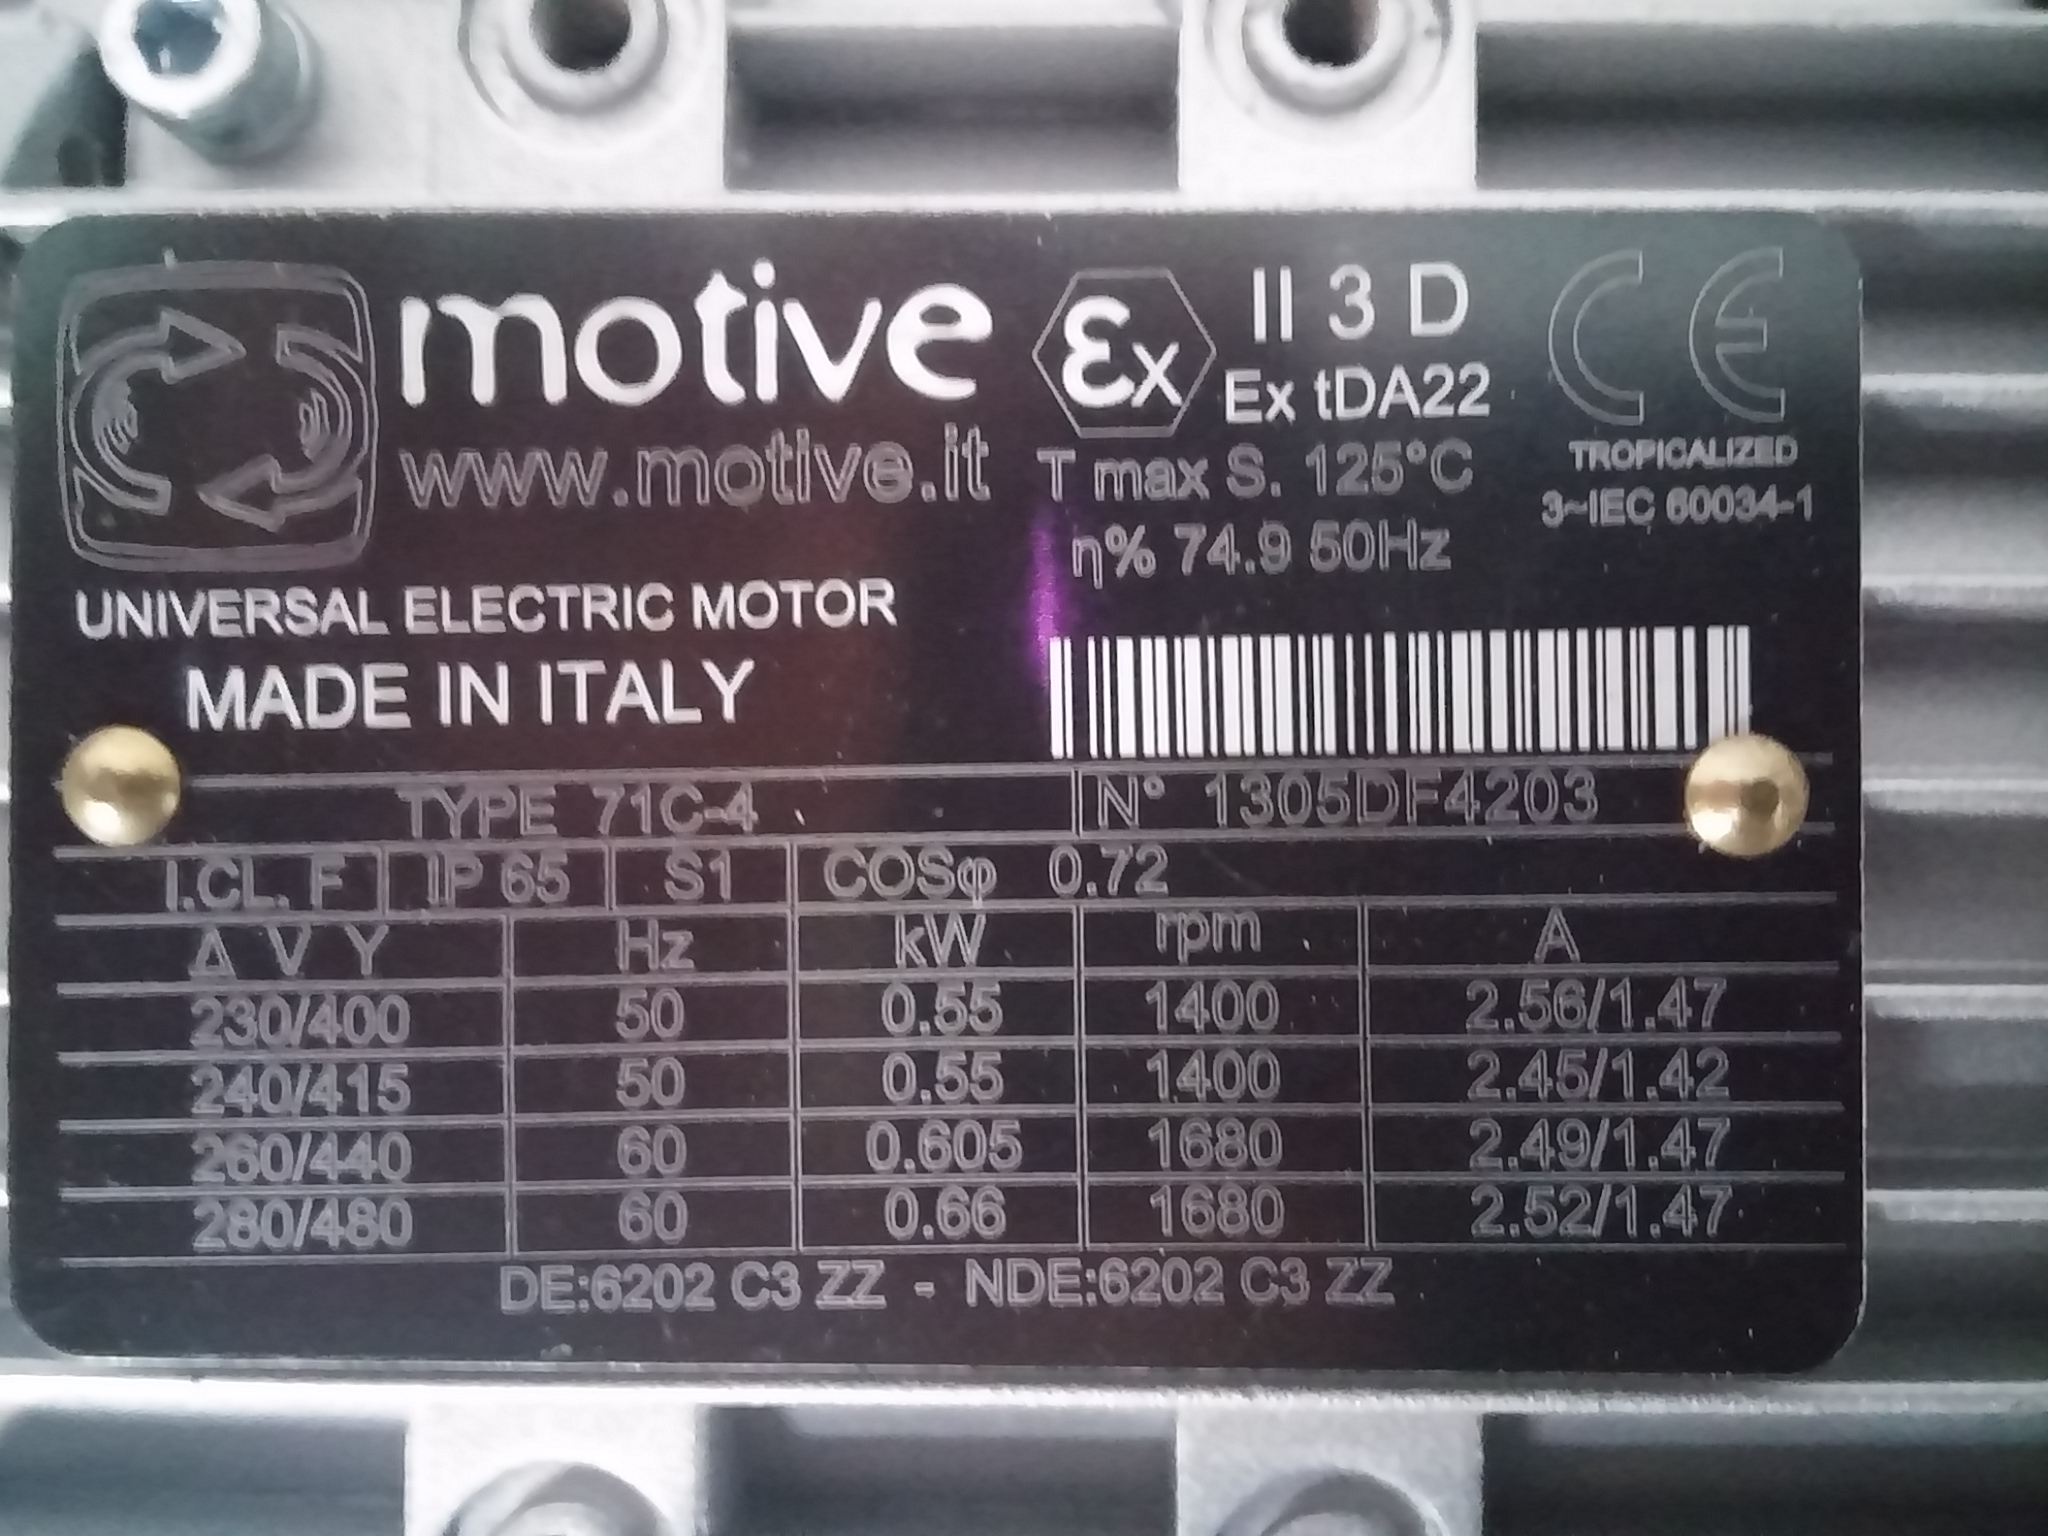 motive
www.motive.it
UNIVERSAL ELECTRIC MOTOR
MADE IN ITALY
εx II 3 D
Ex tDA22
T max S. 125°C
η% 74.9 50Hz
CE
TROPICALIZED
3~IEC 60034-1
TYPE 71C-4 N° 1305DF4203
I.CL. F IP 65 S1 COSφ 0.72
Δ V Y Hz kW rpm A
230/400 50 0.55 1400 2.56/1.47
240/415 50 0.55 1400 2.45/1.42
260/440 60 0.605 1680 2.49/1.47
280/480 60 0.66 1680 2.52/1.47
DE:6202 C3 ZZ - NDE:6202 C3 ZZ